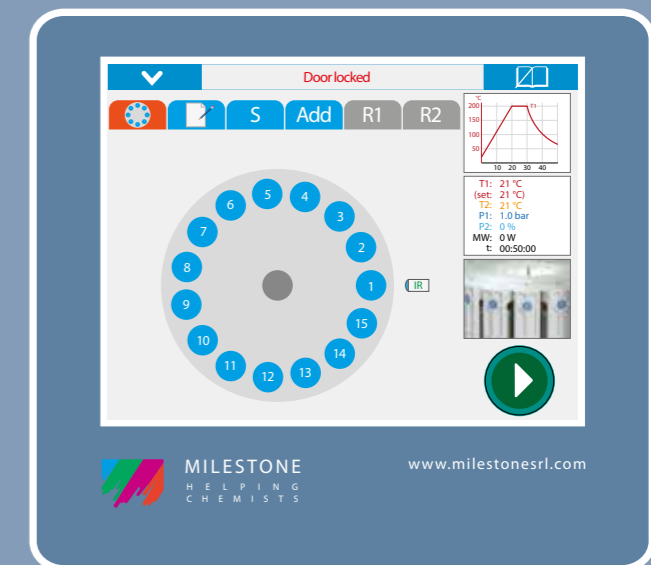 Door locked
S Add R1 R2
°C
200
150
100
50
T1
10 20 30 40
T1: 21 °C
(set: 21 °C)
T2: 21 °C
P1: 1.0 bar
P2: 0 %
MW: 0 W
t: 00:50:00
1
2
3
4
5
6
7
8
9
10
11
12
13
14
15
IR
MILESTONE
HELPING
CHEMISTS
www.milestonesrl.com